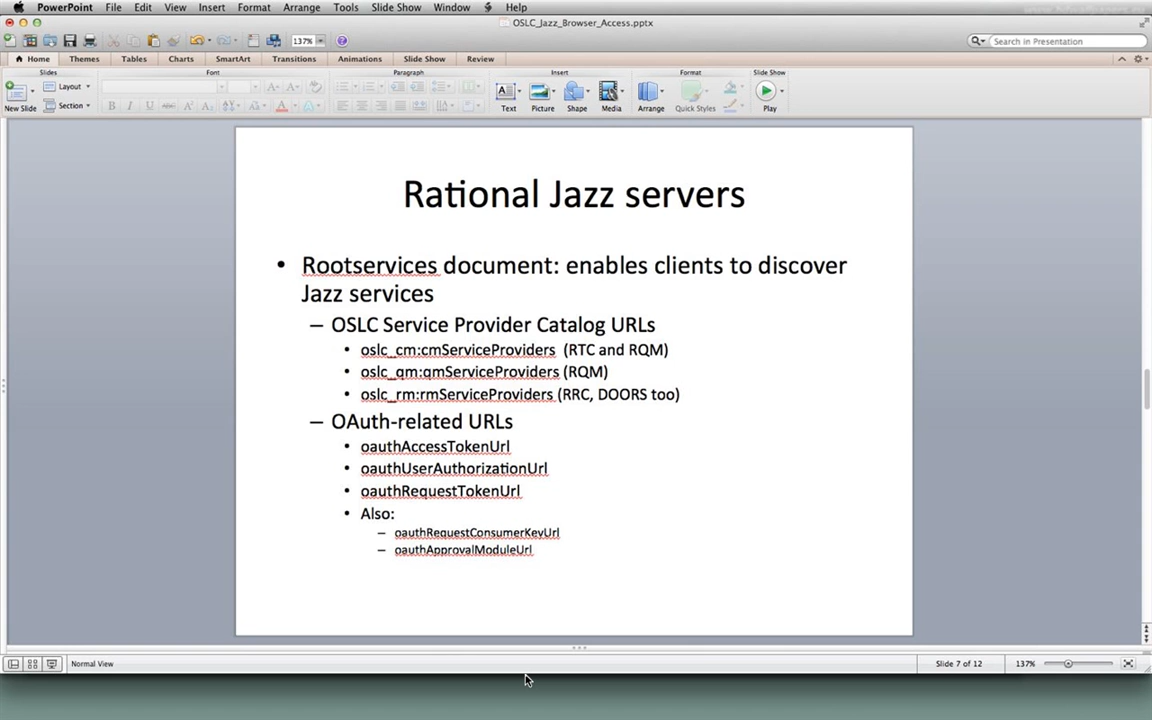 PowerPoint File Edit View Insert Format Arrange Tools Slide Show Window Help
OSLC_Jazz_Browser_Access.pptx
137% Search in Presentation
Home Themes Tables Charts SmartArt Transitions Animations Slide Show Review
Slides Font Paragraph Insert Format Slide Show
Layout
Section
New Slide Text Picture Shape Media Arrange Quick Styles Play
Rational Jazz servers
• Rootservices document: enables clients to discover
Jazz services
– OSLC Service Provider Catalog URLs
• oslc_cm:cmServiceProviders (RTC and RQM)
• oslc_qm:qmServiceProviders (RQM)
• oslc_rm:rmServiceProviders (RRC, DOORS too)
– OAuth-related URLs
• oauthAccessTokenUrl
• oauthUserAuthorizationUrl
• oauthRequestTokenUrl
• Also:
– oauthRequestConsumerKeyUrl
– oauthApprovalModuleUrl
Normal View Slide 7 of 12 137%